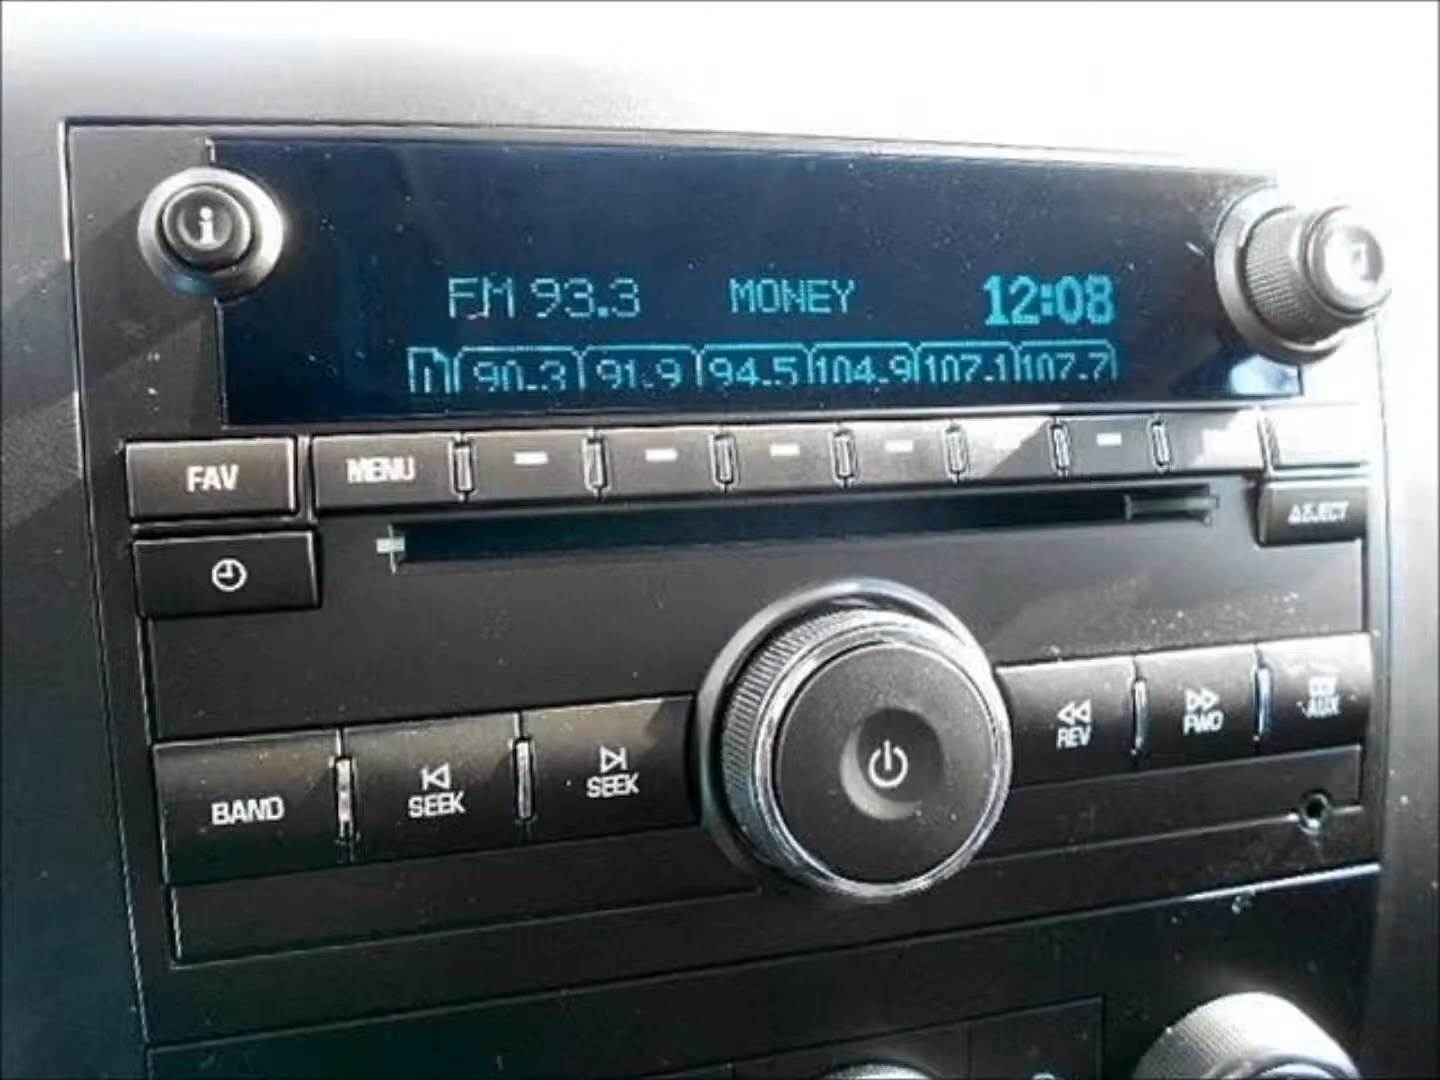 i
FM 93.3 MONEY 12:08
90.3 91.9 94.5 104.9 107.1 107.7
FAV MENU
EJECT
REV FWD AUX
BAND SEEK SEEK